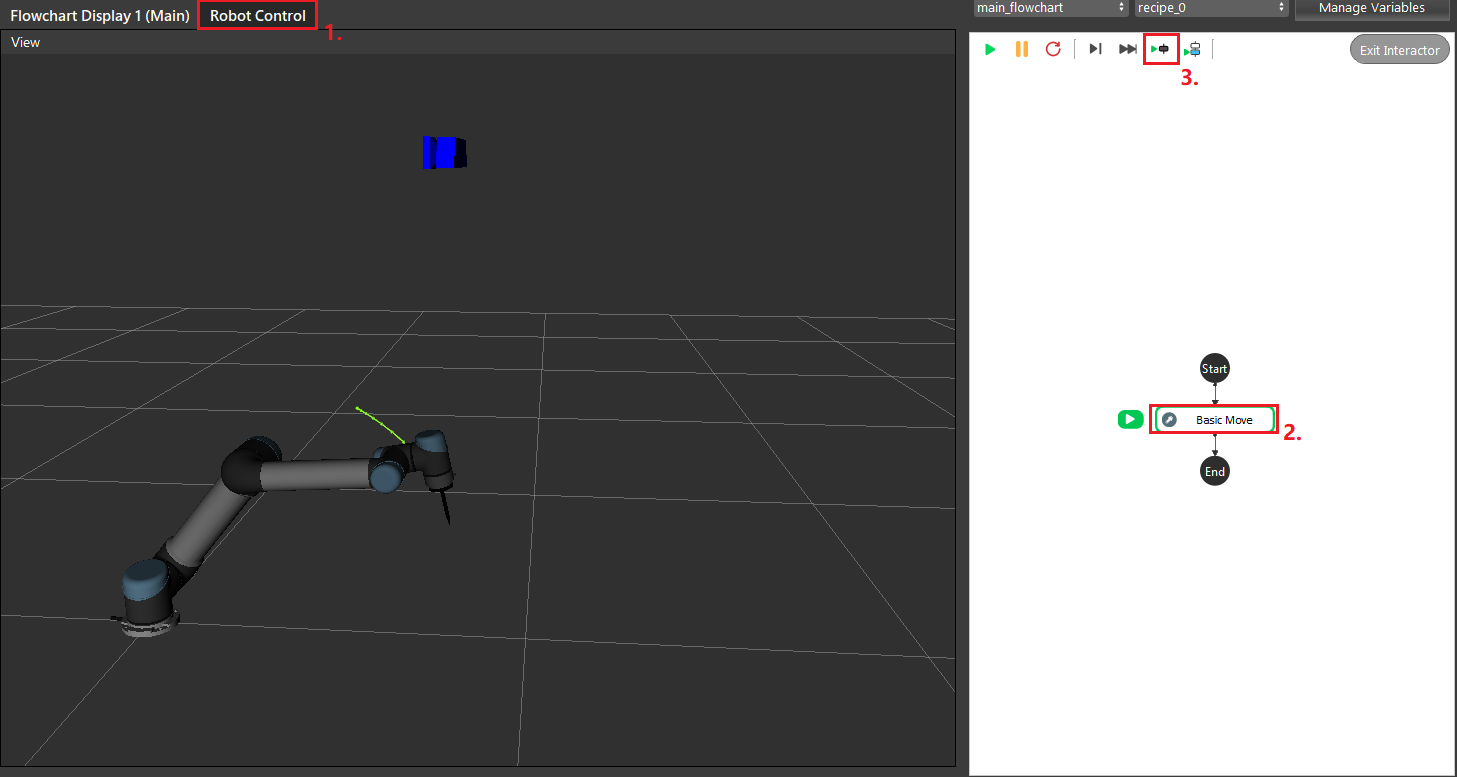 Flowchart Display 1 (Main)
Robot Control
1.
View
main_flowchart
recipe_0
Manage Variables
3.
Exit Interactor
Start
Basic Move
2.
End